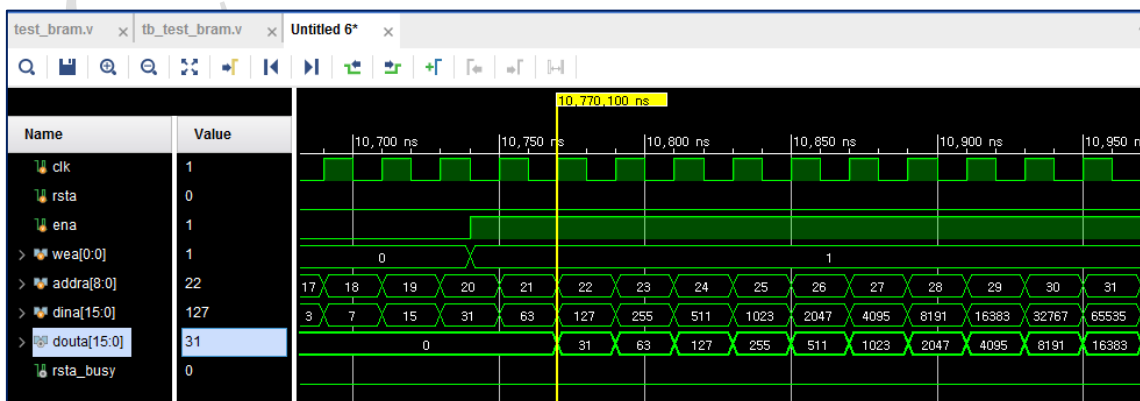 test_bram.v × tb_test_bram.v × Untitled 6* ×
10,770,100 ns
Name Value 10,700 ns 10,750 ns 10,800 ns 10,850 ns 10,900 ns 10,950 n
clk 1
rsta 0
ena 1
wea[0:0] 1 0 1
addra[8:0] 22 17 18 19 20 21 22 23 24 25 26 27 28 29 30 31
dina[15:0] 127 3 7 15 31 63 127 255 511 1023 2047 4095 8191 16383 32767 65535
douta[15:0] 31 0 31 63 127 255 511 1023 2047 4095 8191 16383
rsta_busy 0